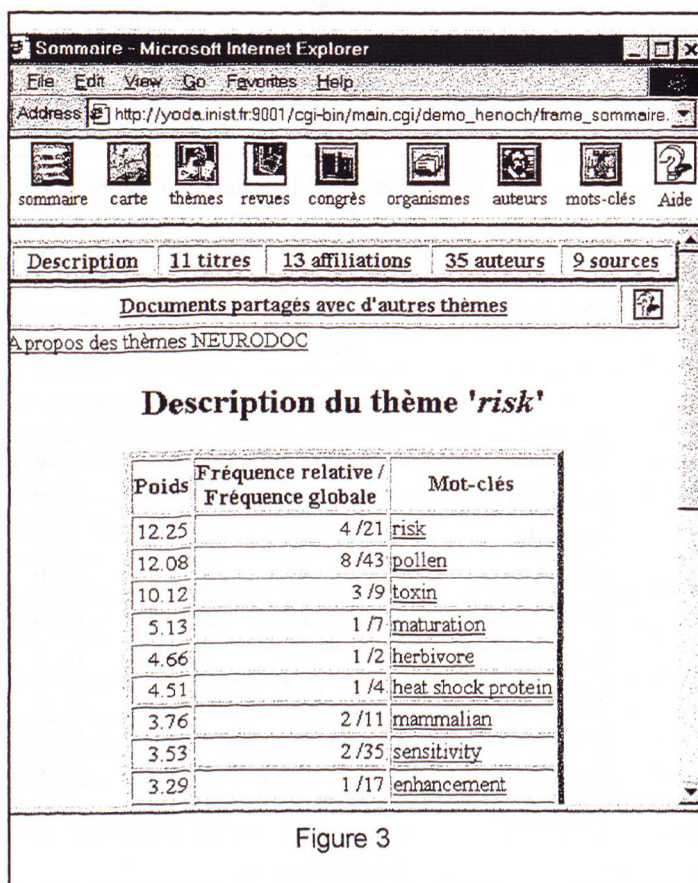 Sommaire - Microsoft Internet Explorer
File Edit View Go Favorites Help
Address http://yoda.inist.fr:9001/cgi-bin/main.cgi/demo_henoch/frame_sommaire.
sommaire carte thèmes revues congrès organismes auteurs mots-clés Aide
Description 11 titres 13 affiliations 35 auteurs 9 sources
Documents partagés avec d'autres thèmes
A propos des thèmes NEURODOC
Description du thème 'risk'
Poids Fréquence relative / Fréquence globale Mot-clés
12.25 4 /21 risk
12.08 8 /43 pollen
10.12 3 /9 toxin
5.13 1 /7 maturation
4.66 1 /2 herbivore
4.51 1 /4 heat shock protein
3.76 2 /11 mammalian
3.53 2 /35 sensitivity
3.29 1 /17 enhancement
Figure 3